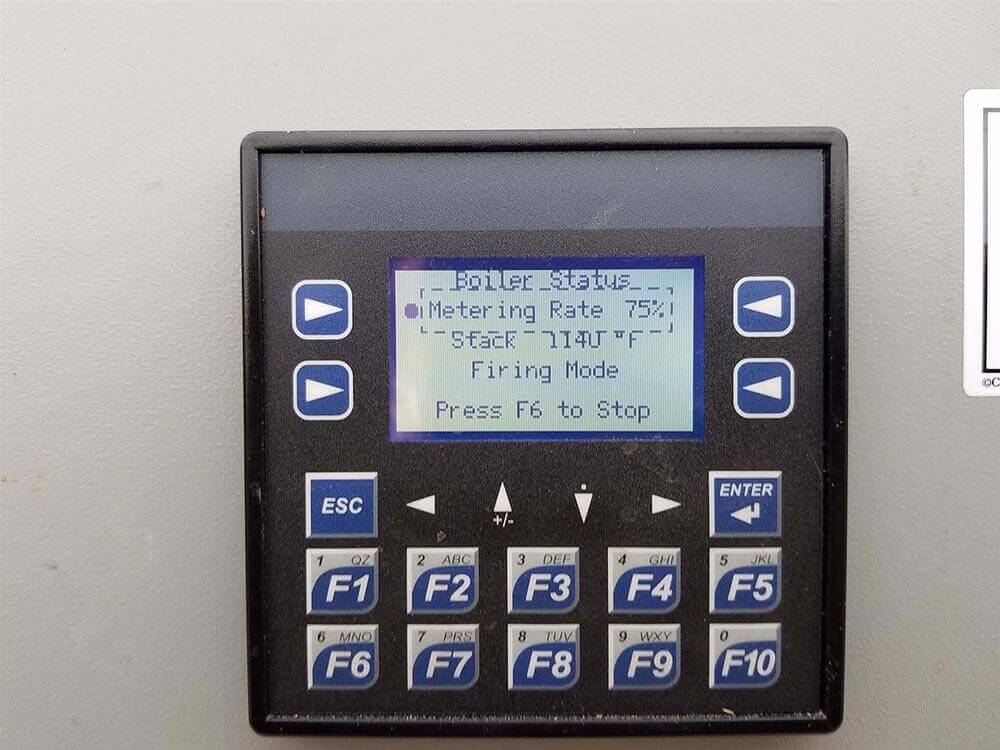 Boiler Status
Metering Rate 75%
Stack 1140 °F
Firing Mode
Press F6 to Stop
ESC
+/-
ENTER
1 QZ
F1
2 ABC
F2
3 DEF
F3
4 GHI
F4
5 JKL
F5
6 MNO
F6
7 PRS
F7
8 TUV
F8
9 WXY
F9
0
F10
©C